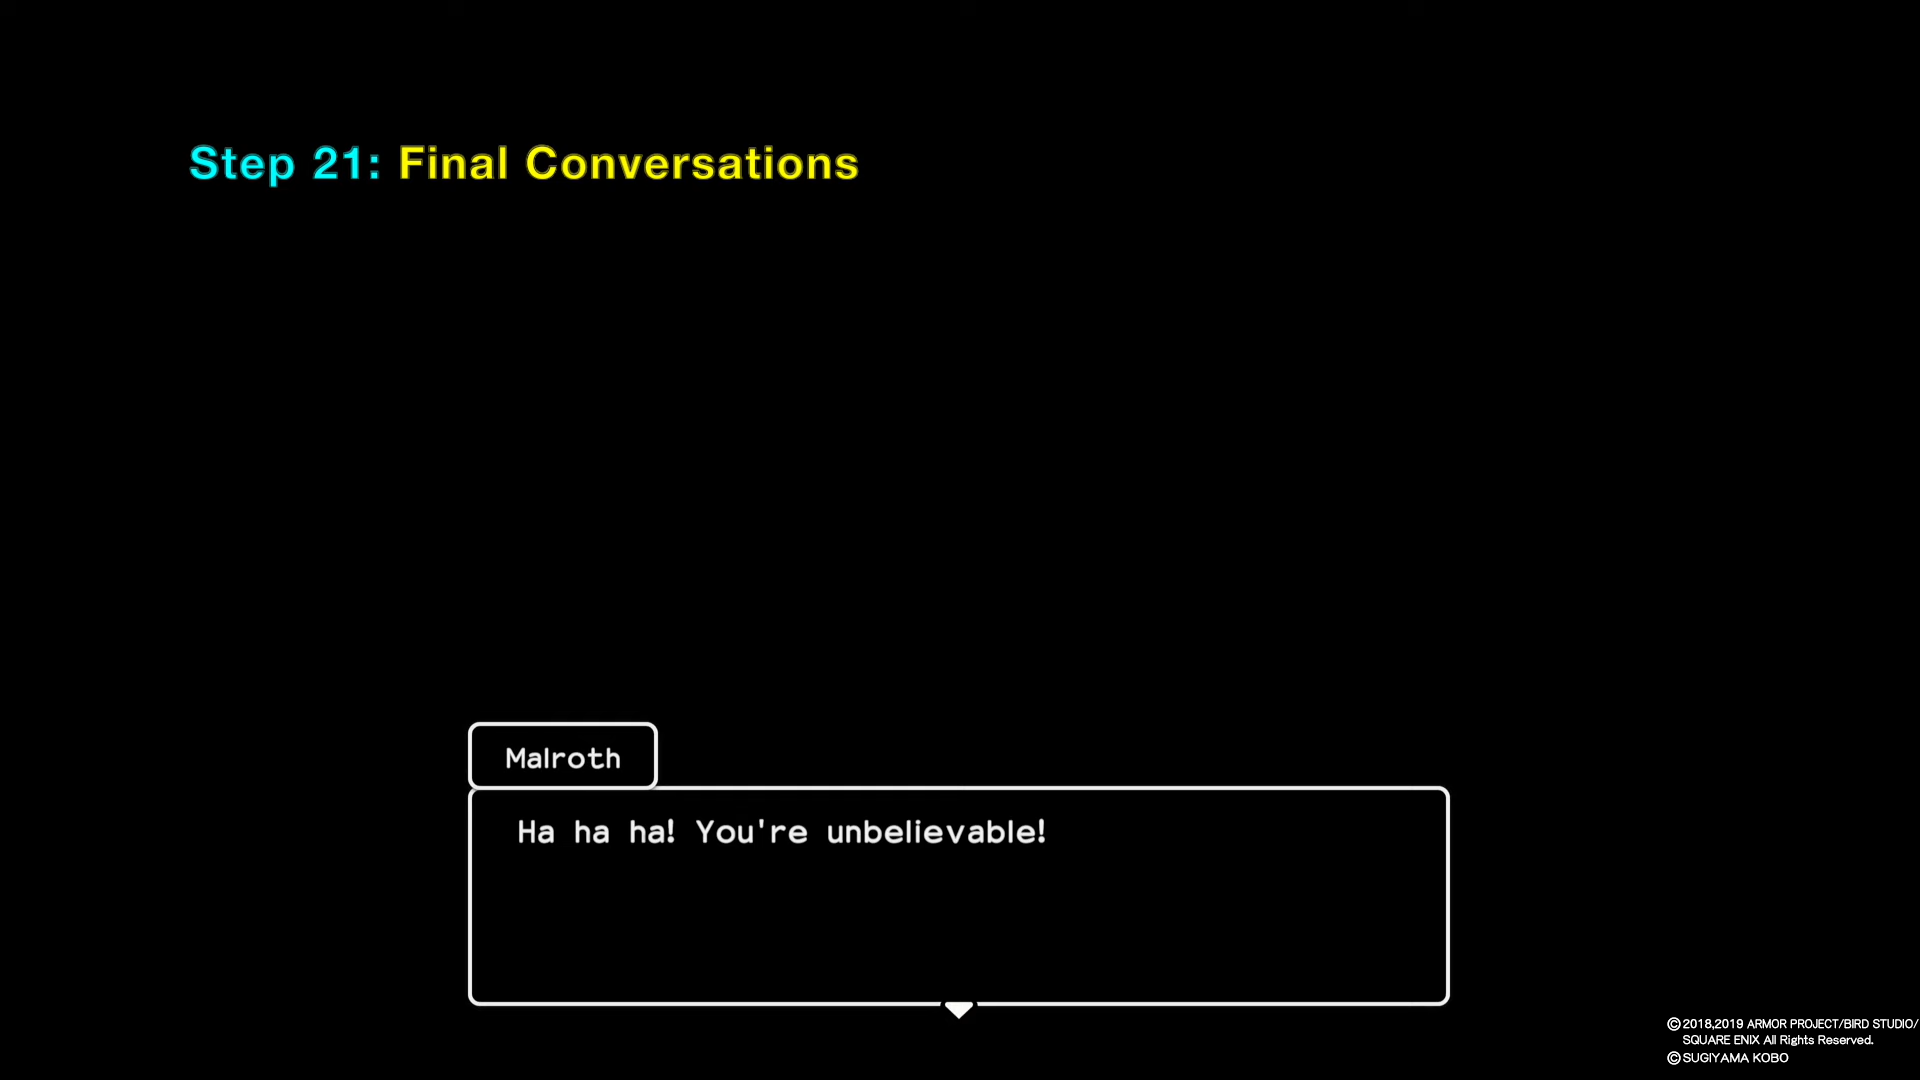 Step 21: Final Conversations
Malroth
Ha ha ha! You're unbelievable!
©2018,2019 ARMOR PROJECT/BIRD STUDIO/
SQUARE ENIX All Rights Reserved.
©SUGIYAMA KOBO